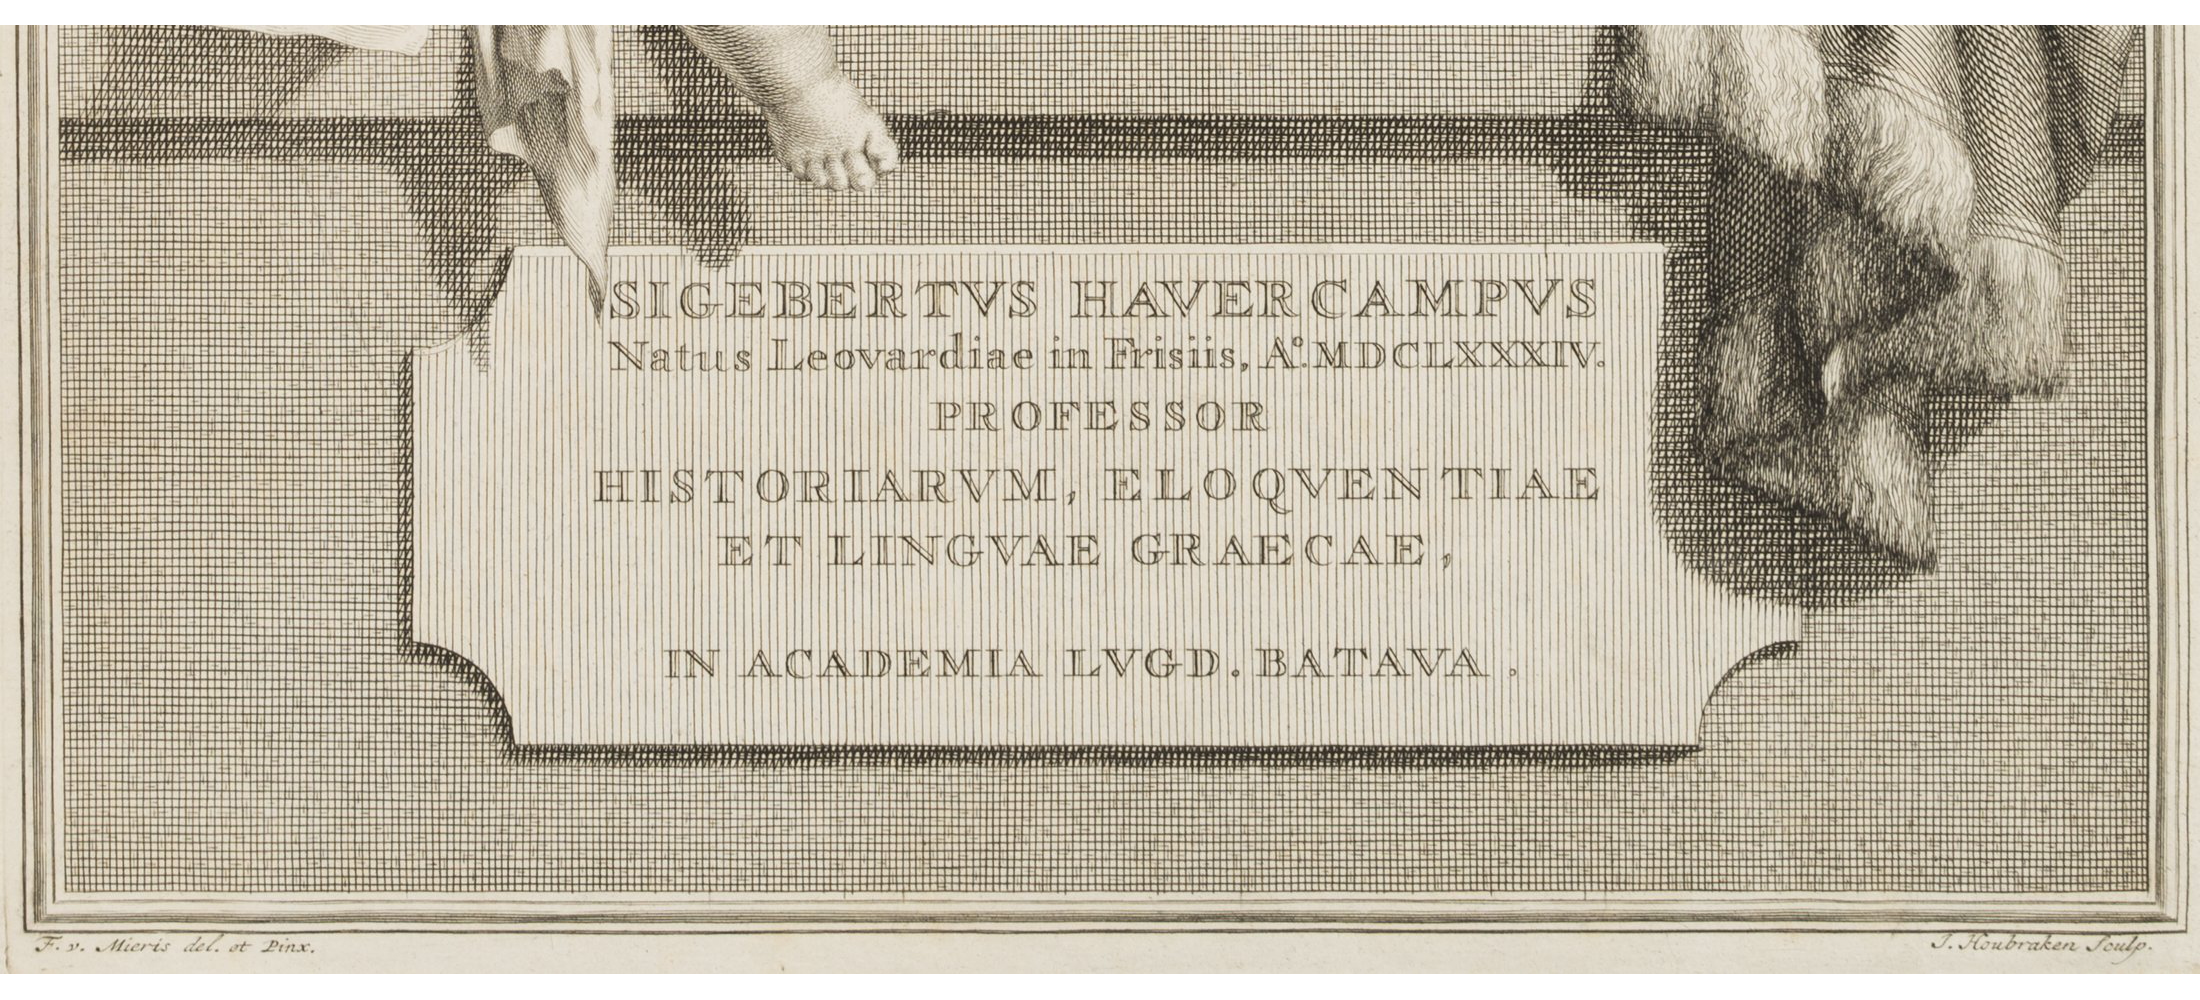 SIGEBERTVS HAVERCAMPVS
Natus Leovardiae in Frisiis, Aº. MDCLXXXIV.
PROFESSOR
HISTORIARVM, ELOQVENTIAE
ET LINGVAE GRAECAE,
IN ACADEMIA LVGD. BATAVA.
F. v. Mieris del. et Pinx.
J. Houbraken Sculp.